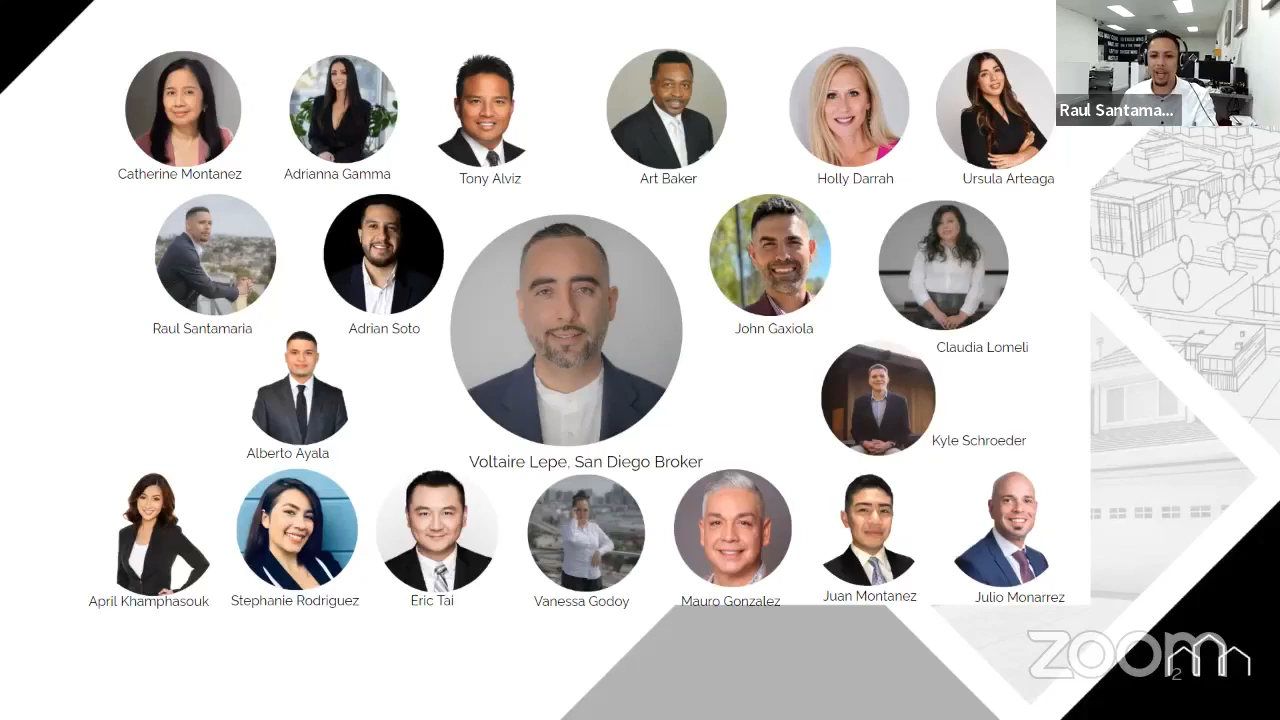 Raul Santama...
Catherine Montanez
Adrianna Gamma
Tony Alviz
Art Baker
Holly Darrah
Ursula Arteaga
Raul Santamaria
Adrian Soto
John Gaxiola
Claudia Lomeli
Alberto Ayala
Kyle Schroeder
Voltaire Lepe, San Diego Broker
April Khamphasouk
Stephanie Rodriguez
Eric Tai
Vanessa Godoy
Mauro Gonzalez
Juan Montanez
Julio Monarrez
zoom
2